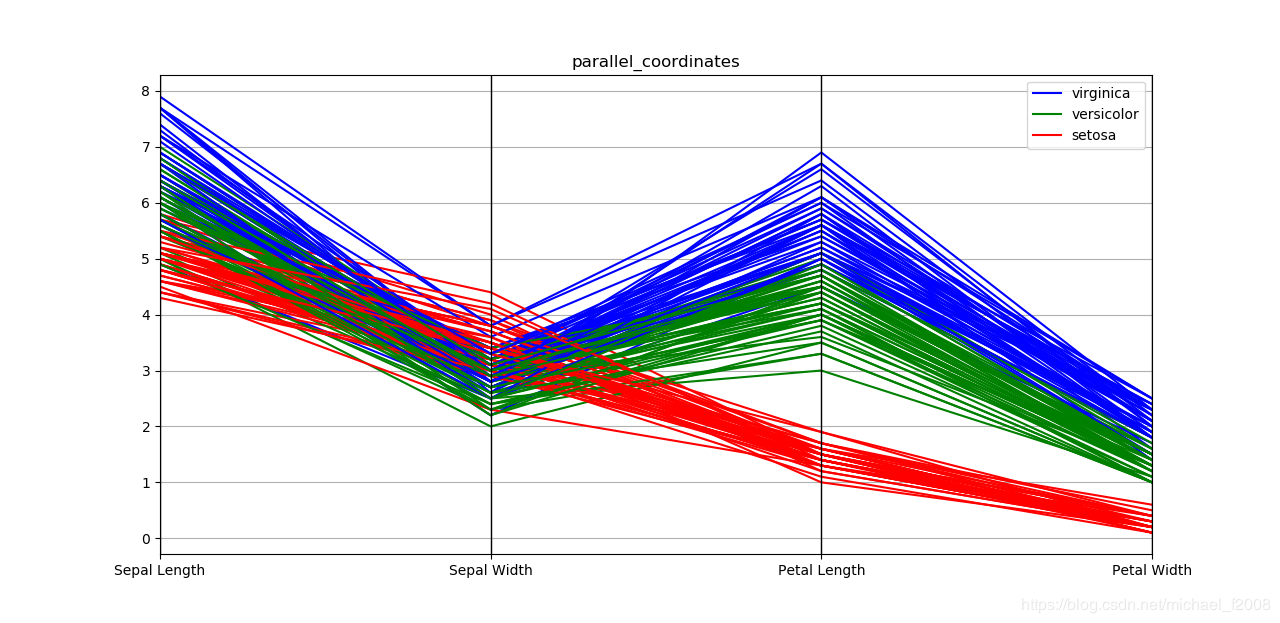 parallel_coordinates
virginica
versicolor
setosa
8
7
6
5
4
3
2
1
0
Sepal Length Sepal Width Petal Length Petal Width
https://blog.csdn.net/michael_f2008